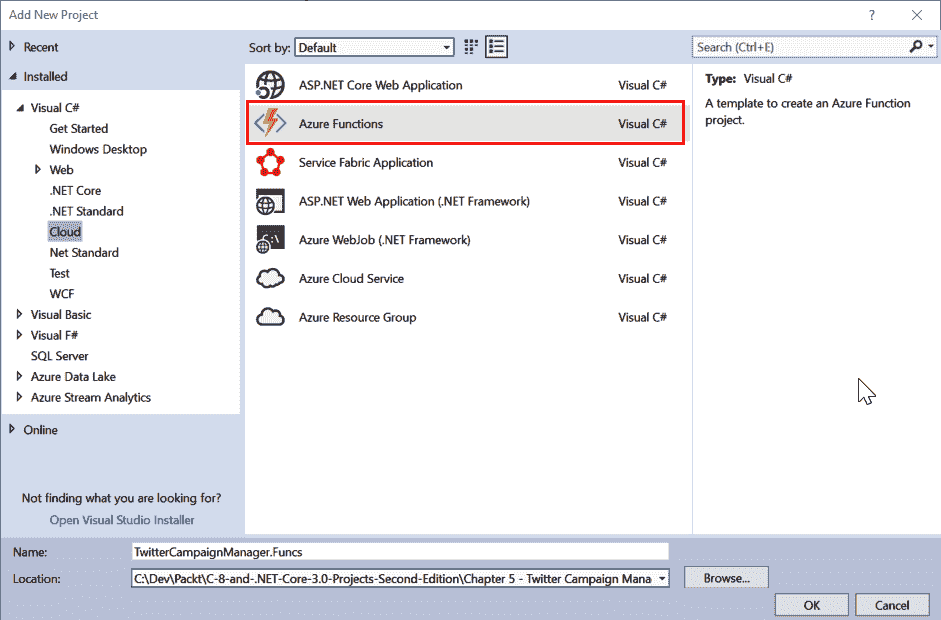 Add New Project
?
Recent
Sort by: Default
Search (Ctrl+E)
Installed
Visual C#
Get Started
Windows Desktop
Web
.NET Core
.NET Standard
Cloud
Net Standard
Test
WCF
Visual Basic
Visual F#
SQL Server
Azure Data Lake
Azure Stream Analytics
Online
Not finding what you are looking for?
Open Visual Studio Installer
ASP.NET Core Web Application Visual C#
Azure Functions Visual C#
Service Fabric Application Visual C#
ASP.NET Web Application (.NET Framework) Visual C#
Azure WebJob (.NET Framework) Visual C#
Azure Cloud Service Visual C#
Azure Resource Group Visual C#
Type: Visual C#
A template to create an Azure Function
project.
Name: TwitterCampaignManager.Funcs
Location: C:\Dev\Packt\C-8-and-.NET-Core-3.0-Projects-Second-Edition\Chapter 5 - Twitter Campaign Mana
Browse...
OK Cancel